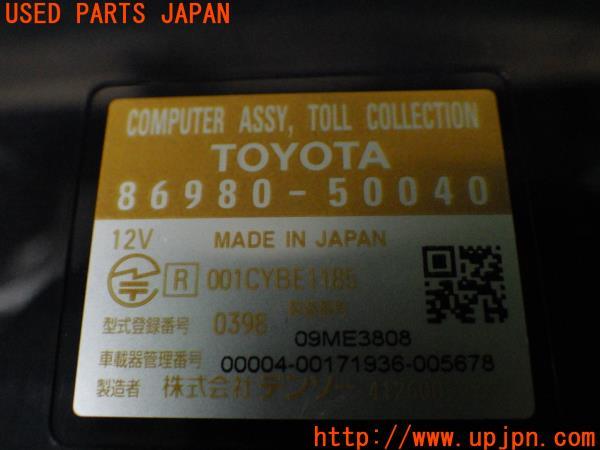 USED PARTS JAPAN
COMPUTER ASSY, TOLL COLLECTION
TOYOTA
86980-50040
12V MADE IN JAPAN
R 001CYBE1185
型式登録番号 0398 製造番号 09ME3808
車載器管理番号 00004-00171936-005678
製造者 株式会社デンソー
http://www.upjpn.com